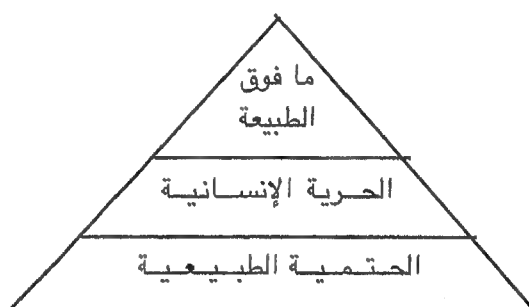 ما فوق
الطبيعة
الحرية الإنسانية
الحتمية الطبيعية